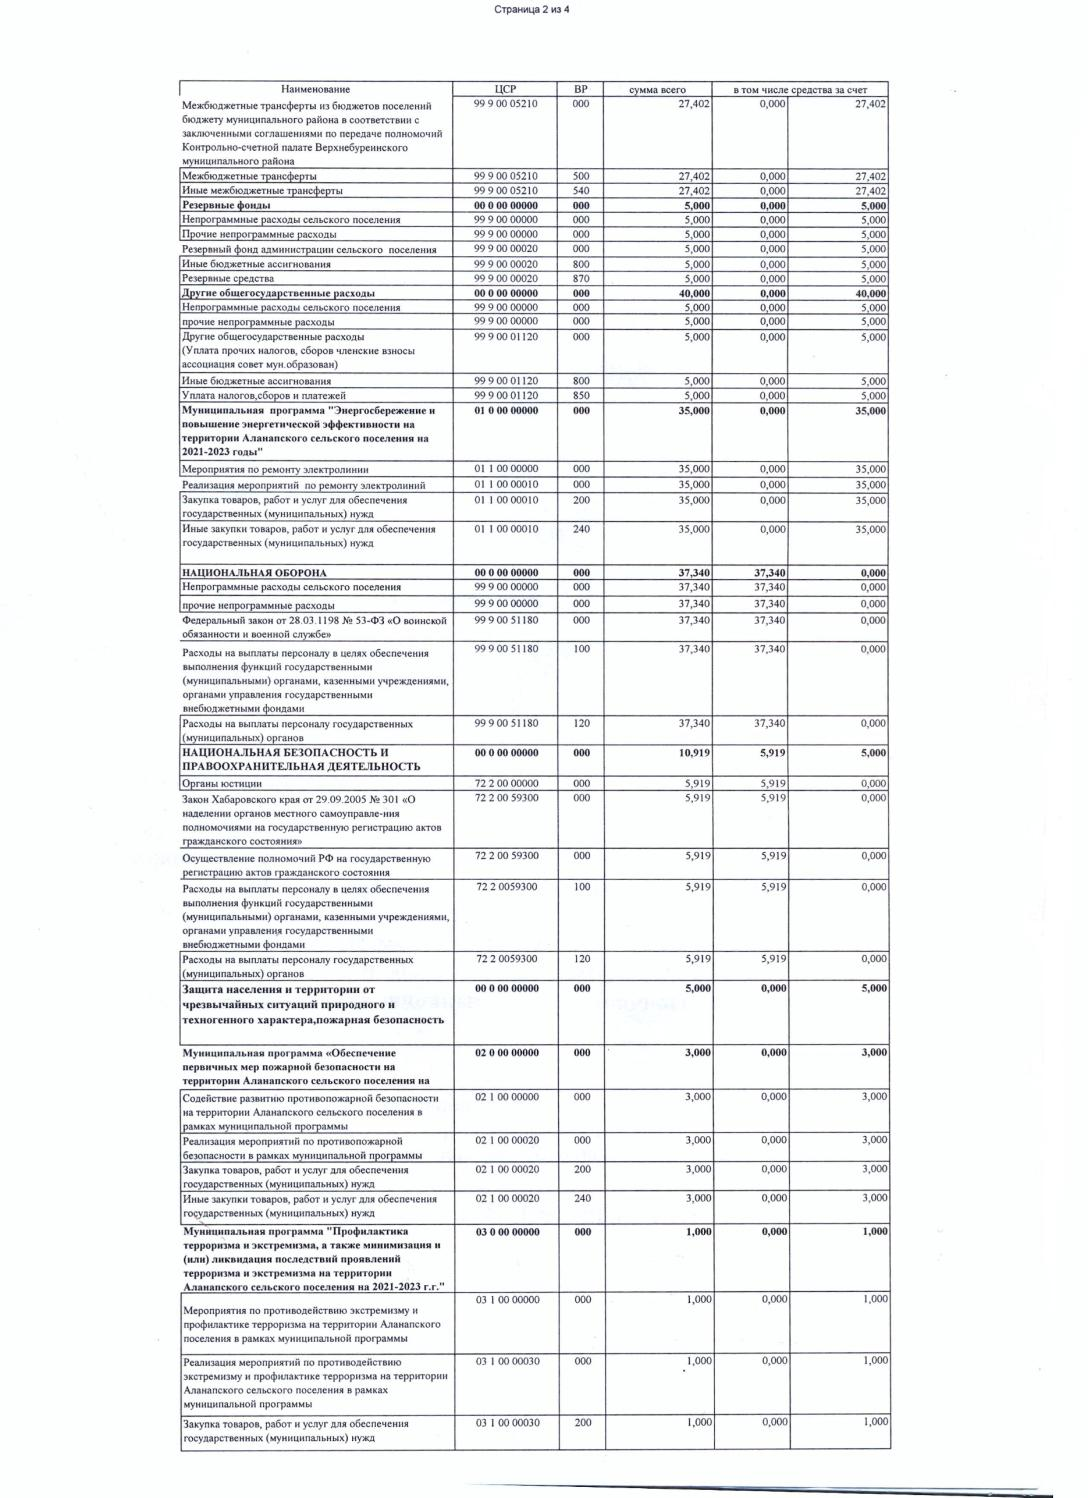 Страница 2 из 4
Наименование ЦСР ВР сумма всего в том числе средства за счет
Межбюджетные трансферты из бюджетов поселений 99 9 00 05210 000 27,402 0,000 27,402
бюджету муниципального района в соответствии с
заключенными соглашениями по передаче полномочий
Контрольно-счетной палате Верхнебуреинского
муниципального района
Межбюджетные трансферты 99 9 00 05210 500 27,402 0,000 27,402
Иные межбюджетные трансферты 99 9 00 05210 540 27,402 0,000 27,402
Резервные фонды 00 0 00 00000 000 5,000 0,000 5,000
Непрограммные расходы сельского поселения 99 9 00 00000 000 5,000 0,000 5,000
Прочие непрограммные расходы 99 9 00 00000 000 5,000 0,000 5,000
Резервный фонд администрации сельского поселения 99 9 00 00020 000 5,000 0,000 5,000
Иные бюджетные ассигнования 99 9 00 00020 800 5,000 0,000 5,000
Резервные средства 99 9 00 00020 870 5,000 0,000 5,000
Другие общегосударственные расходы 00 0 00 00000 000 40,000 0,000 40,000
Непрограммные расходы сельского поселения 99 9 00 00000 000 5,000 0,000 5,000
прочие непрограммные расходы 99 9 00 00000 000 5,000 0,000 5,000
Другие общегосударственные расходы 99 9 00 01120 000 5,000 0,000 5,000
(Уплата прочих налогов, сборов членские взносы
ассоциация совет мун.образован)
Иные бюджетные ассигнования 99 9 00 01120 800 5,000 0,000 5,000
Уплата налогов,сборов и платежей 99 9 00 01120 850 5,000 0,000 5,000
Муниципальная программа "Энергосбережение и 01 0 00 00000 000 35,000 0,000 35,000
повышение энергетической эффективности на
территории Аланапского сельского поселения на
2021-2023 годы"
Мероприятия по ремонту электролинии 01 1 00 00000 000 35,000 0,000 35,000
Реализация мероприятий по ремонту электролиний 01 1 00 00010 000 35,000 0,000 35,000
Закупка товаров, работ и услуг для обеспечения 01 1 00 00010 200 35,000 0,000 35,000
государственных (муниципальных) нужд
Иные закупки товаров, работ и услуг для обеспечения 01 1 00 00010 240 35,000 0,000 35,000
государственных (муниципальных) нужд
НАЦИОНАЛЬНАЯ ОБОРОНА 00 0 00 00000 000 37,340 37,340 0,000
Непрограммные расходы сельского поселения 99 9 00 00000 000 37,340 37,340 0,000
прочие непрограммные расходы 99 9 00 00000 000 37,340 37,340 0,000
Федеральный закон от 28.03.1198 № 53-ФЗ «О воинской 99 9 00 51180 000 37,340 37,340 0,000
обязанности и военной службе»
Расходы на выплаты персоналу в целях обеспечения 99 9 00 51180 100 37,340 37,340 0,000
выполнения функций государственными
(муниципальными) органами, казенными учреждениями,
органами управления государственными
внебюджетными фондами
Расходы на выплаты персоналу государственных 99 9 00 51180 120 37,340 37,340 0,000
(муниципальных) органов
НАЦИОНАЛЬНАЯ БЕЗОПАСНОСТЬ И 00 0 00 00000 000 10,919 5,919 5,000
ПРАВООХРАНИТЕЛЬНАЯ ДЕЯТЕЛЬНОСТЬ
Органы юстиции 72 2 00 00000 000 5,919 5,919 0,000
Закон Хабаровского края от 29.09.2005 № 301 «О 72 2 00 59300 000 5,919 5,919 0,000
наделении органов местного самоуправле-ния
полномочиями на государственную регистрацию актов
гражданского состояния»
Осуществление полномочий РФ на государственную 72 2 00 59300 000 5,919 5,919 0,000
регистрацию актов гражданского состояния
Расходы на выплаты персоналу в целях обеспечения 72 2 0059300 100 5,919 5,919 0,000
выполнения функций государственными
(муниципальными) органами, казенными учреждениями,
органами управления государственными
внебюджетными фондами
Расходы на выплаты персоналу государственных 72 2 0059300 120 5,919 5,919 0,000
(муниципальных) органов
Защита населения и территории от 00 0 00 00000 000 5,000 0,000 5,000
чрезвычайных ситуаций природного и
техногенного характера,пожарная безопасность
Муниципальная программа «Обеспечение 02 0 00 00000 000 3,000 0,000 3,000
первичных мер пожарной безопасности на
территории Аланапского сельского поселения на
Содействие развитию противопожарной безопасности 02 1 00 00000 000 3,000 0,000 3,000
на территории Аланапского сельского поселения в
рамках муниципальной программы
Реализация мероприятий по противопожарной 02 1 00 00020 000 3,000 0,000 3,000
безопасности в рамках муниципальной программы
Закупка товаров, работ и услуг для обеспечения 02 1 00 00020 200 3,000 0,000 3,000
государственных (муниципальных) нужд
Иные закупки товаров, работ и услуг для обеспечения 02 1 00 00020 240 3,000 0,000 3,000
государственных (муниципальных) нужд
Муниципальная программа "Профилактика 03 0 00 00000 000 1,000 0,000 1,000
терроризма и экстремизма, а также минимизация и
(или) ликвидация последствий проявлений
терроризма и экстремизма на территории
Аланапского сельского поселения на 2021-2023 г.г."
03 1 00 00000 000 1,000 0,000 1,000
Мероприятия по противодействию экстремизму и
профилактике терроризма на территории Аланапского
поселения в рамках муниципальной программы
Реализация мероприятий по противодействию 03 1 00 00030 000 1,000 0,000 1,000
экстремизму и профилактике терроризма на территории
Аланапского сельского поселения в рамках
муниципальной программы
Закупка товаров, работ и услуг для обеспечения 03 1 00 00030 200 1,000 0,000 1,000
государственных (муниципальных) нужд